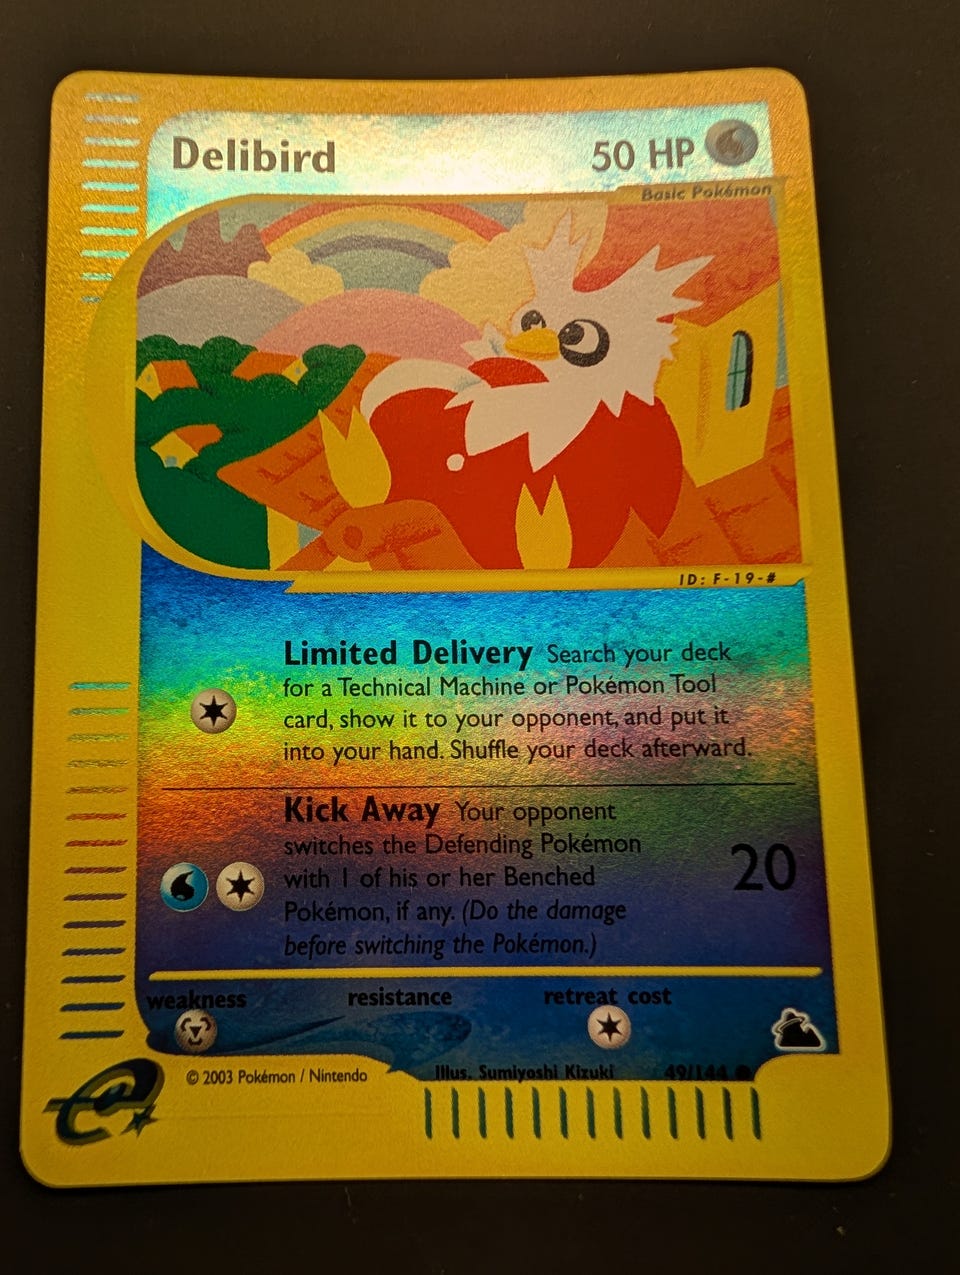 Delibird 50 HP
Basic Pokémon
ID: F-19-#
Limited Delivery Search your deck
for a Technical Machine or Pokémon Tool
card, show it to your opponent, and put it
into your hand. Shuffle your deck afterward.
Kick Away Your opponent
switches the Defending Pokémon
with 1 of his or her Benched
Pokémon, if any. (Do the damage
before switching the Pokémon.)
20
weakness resistance retreat cost
© 2003 Pokémon / Nintendo
Illus. Sumiyoshi Kizuki 49/144